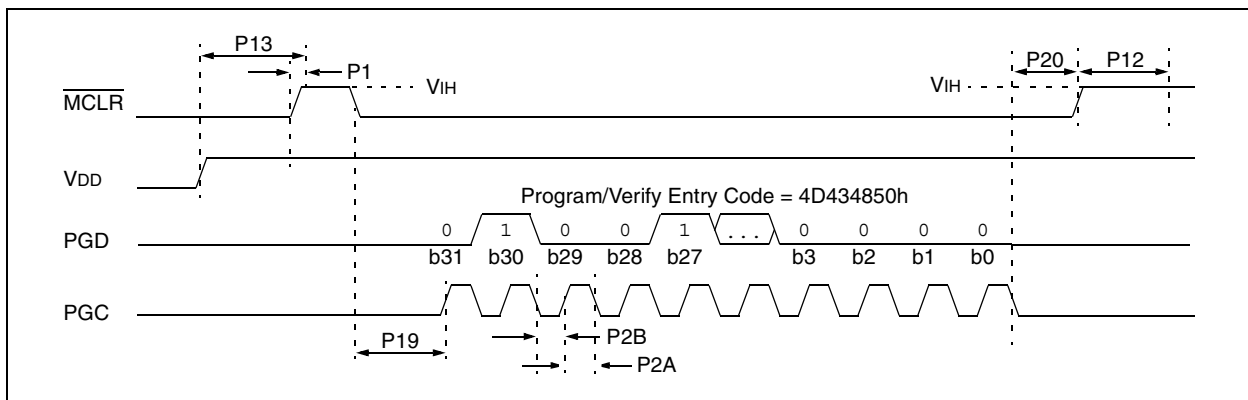 P13
P20 P12
P1
VIH VIH
MCLR
VDD
Program/Verify Entry Code = 4D434850h
PGD
0 1 0 0 1 ... 0 0 0 0
b31 b30 b29 b28 b27 b3 b2 b1 b0
PGC
P19 P2B
P2A